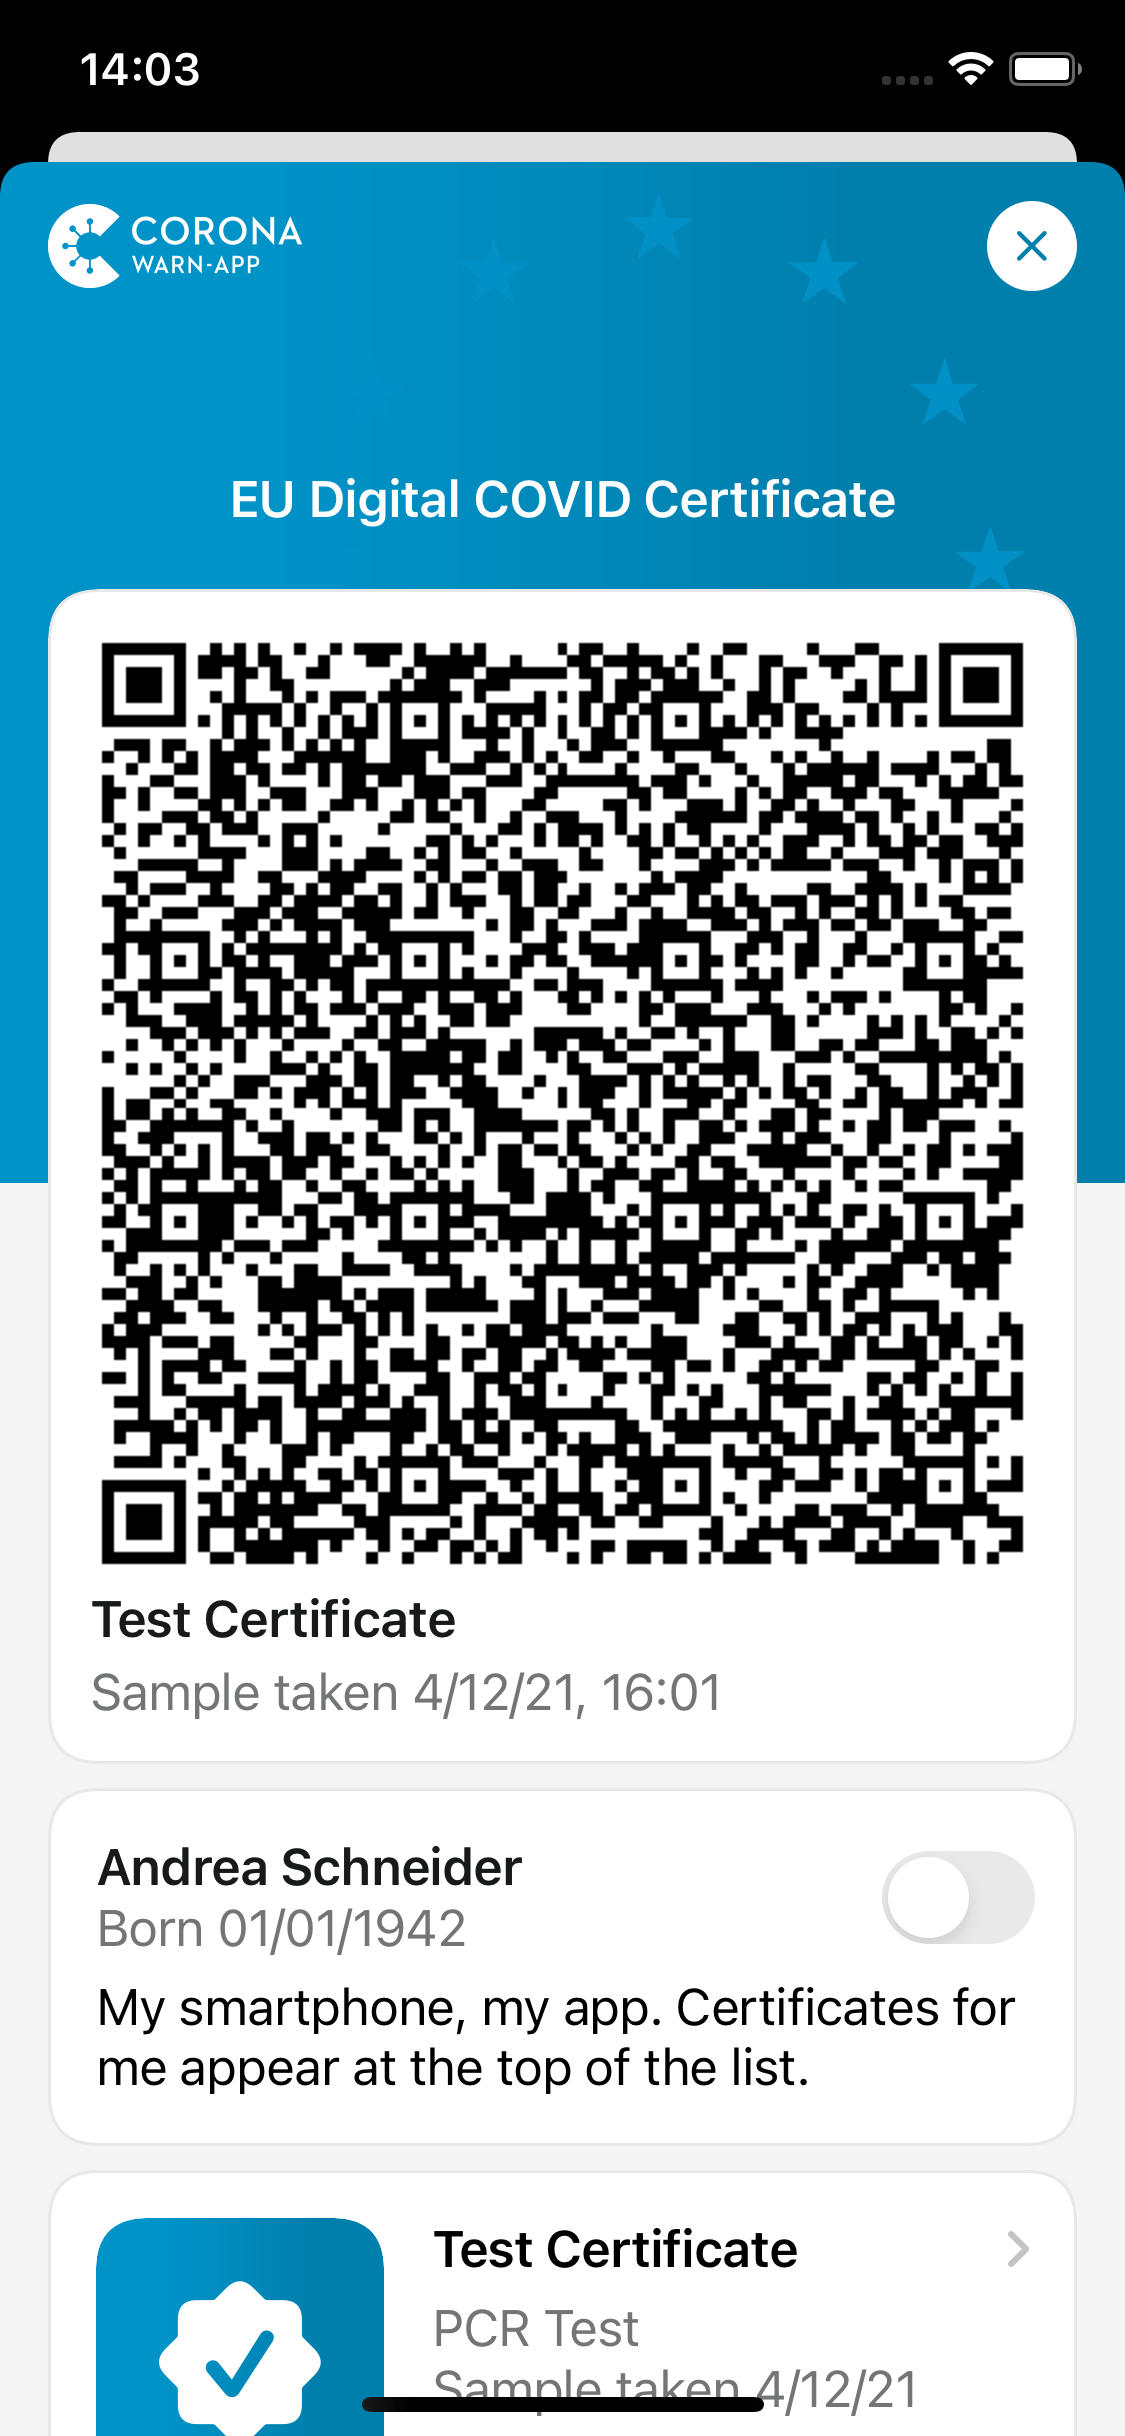 14:03
CORONA
WARN-APP
EU Digital COVID Certificate
Test Certificate
Sample taken 4/12/21, 16:01
Andrea Schneider
Born 01/01/1942
My smartphone, my app. Certificates for
me appear at the top of the list.
Test Certificate
PCR Test
Sample taken 4/12/21